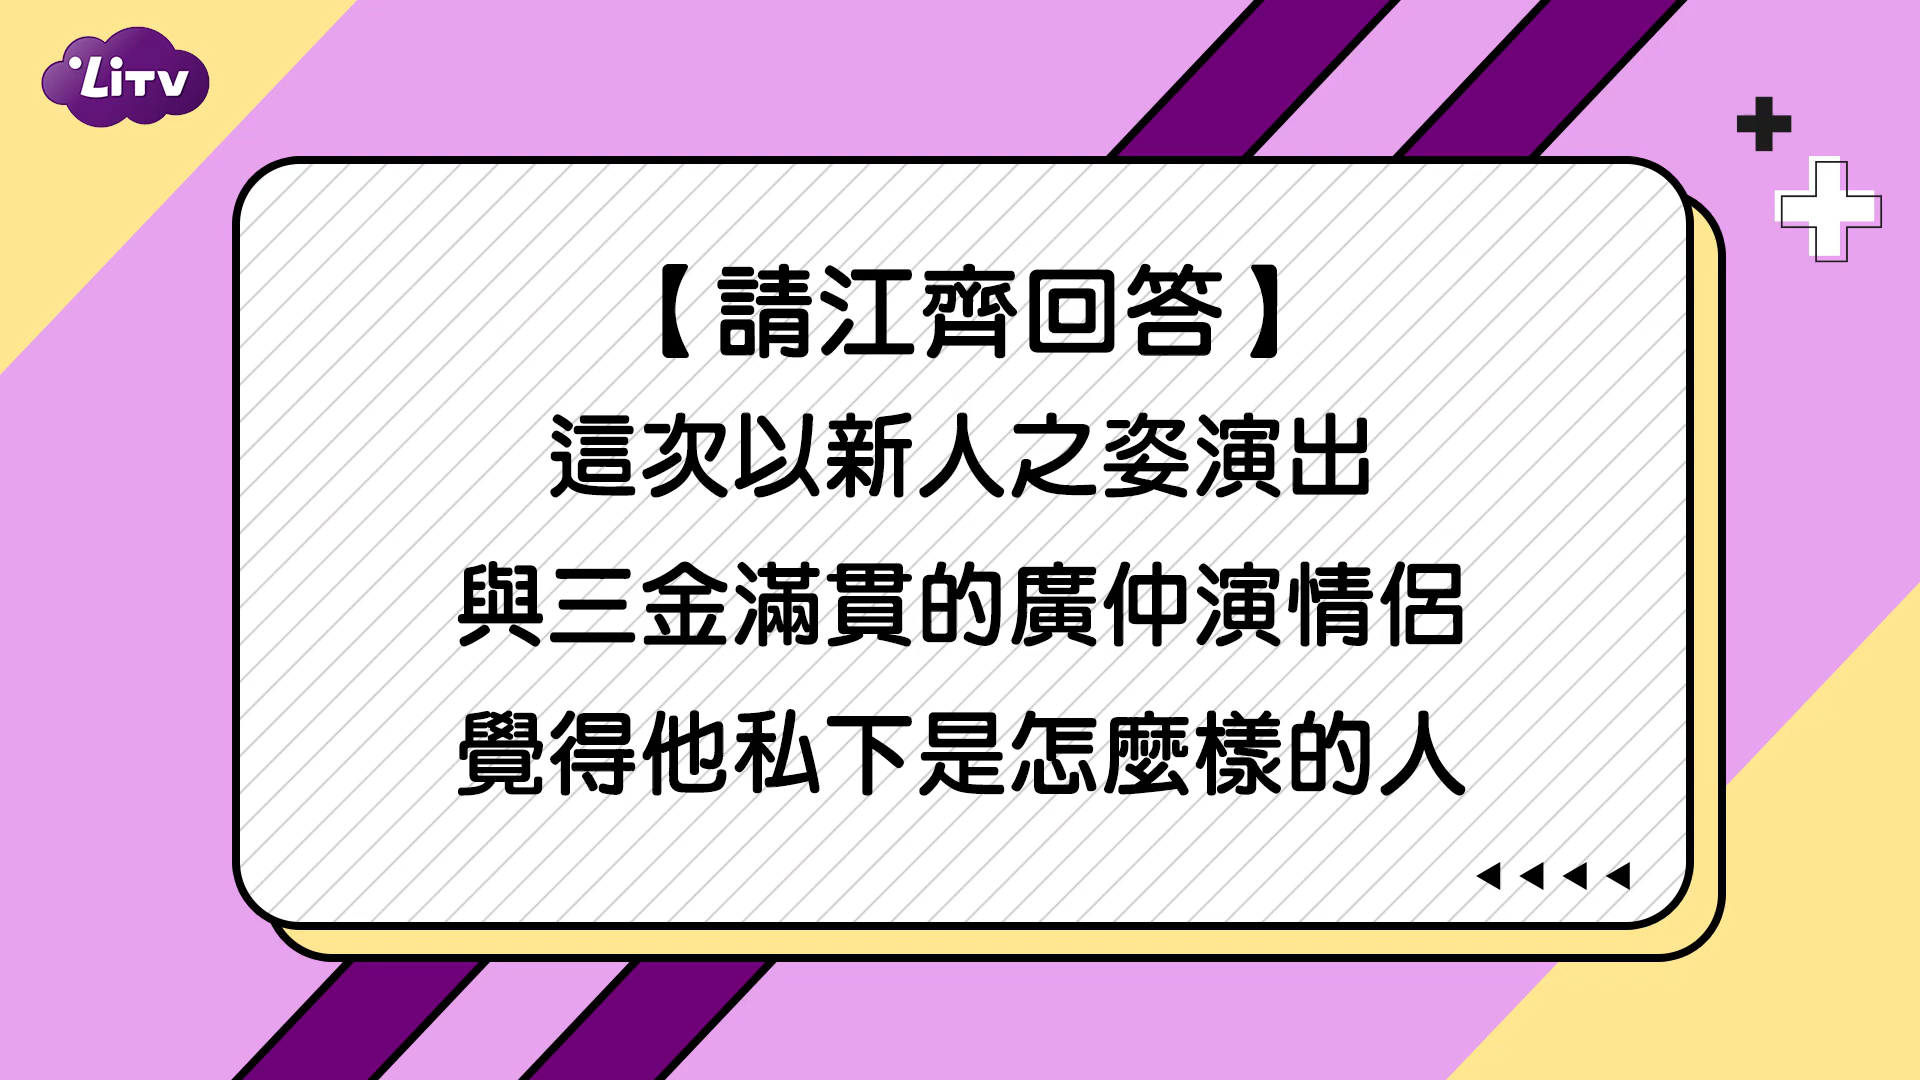 LiTV
【請江齊回答】
這次以新人之姿演出
與三金滿貫的廣仲演情侶
覺得他私下是怎麼樣的人